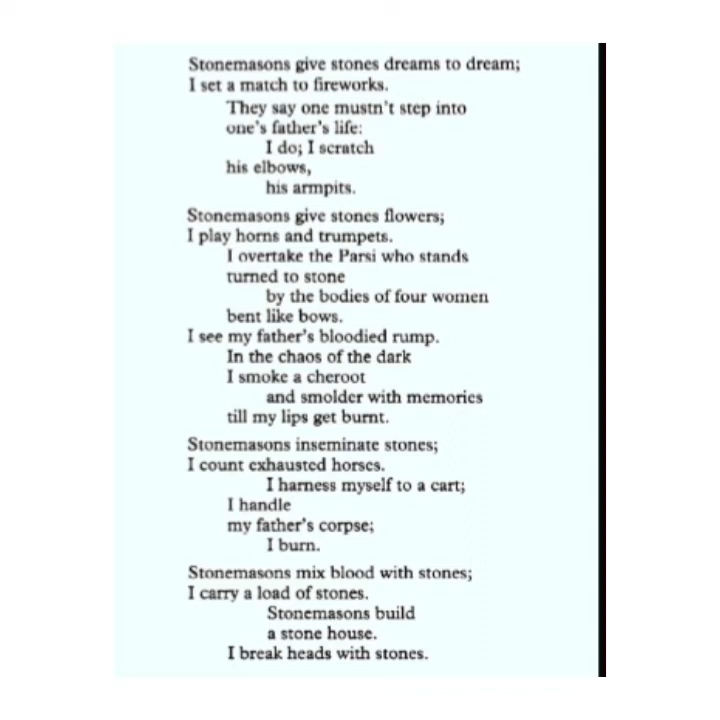 Stonemasons give stones dreams to dream;
I set a match to fireworks.
They say one mustn't step into
one's father's life:
I do; I scratch
his elbows,
his armpits.
Stonemasons give stones flowers;
I play horns and trumpets.
I overtake the Parsi who stands
turned to stone
by the bodies of four women
bent like bows.
I see my father's bloodied rump.
In the chaos of the dark
I smoke a cheroot
and smolder with memories
till my lips get burnt.
Stonemasons inseminate stones;
I count exhausted horses.
I harness myself to a cart;
I handle
my father's corpse;
I burn.
Stonemasons mix blood with stones;
I carry a load of stones.
Stonemasons build
a stone house.
I break heads with stones.